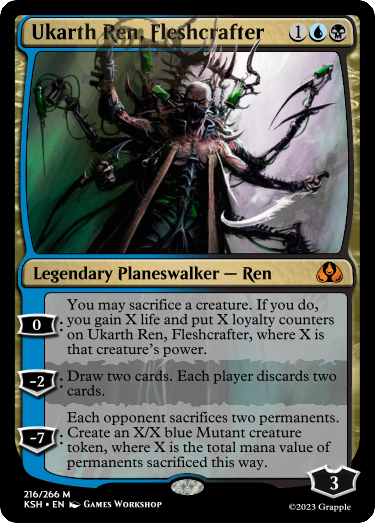 Ukarth Ren, Fleshcrafter 1
Legendary Planeswalker — Ren
You may sacrifice a creature. If you do,
0 : you gain X life and put X loyalty counters
on Ukarth Ren, Fleshcrafter, where X is
that creature's power.
-2 : Draw two cards. Each player discards two
cards.
Each opponent sacrifices two permanents.
-7 : Create an X/X blue Mutant creature
token, where X is the total mana value of
permanents sacrificed this way.
3
216/266 M
KSH • EN GAMES WORKSHOP
©2023 Grapple